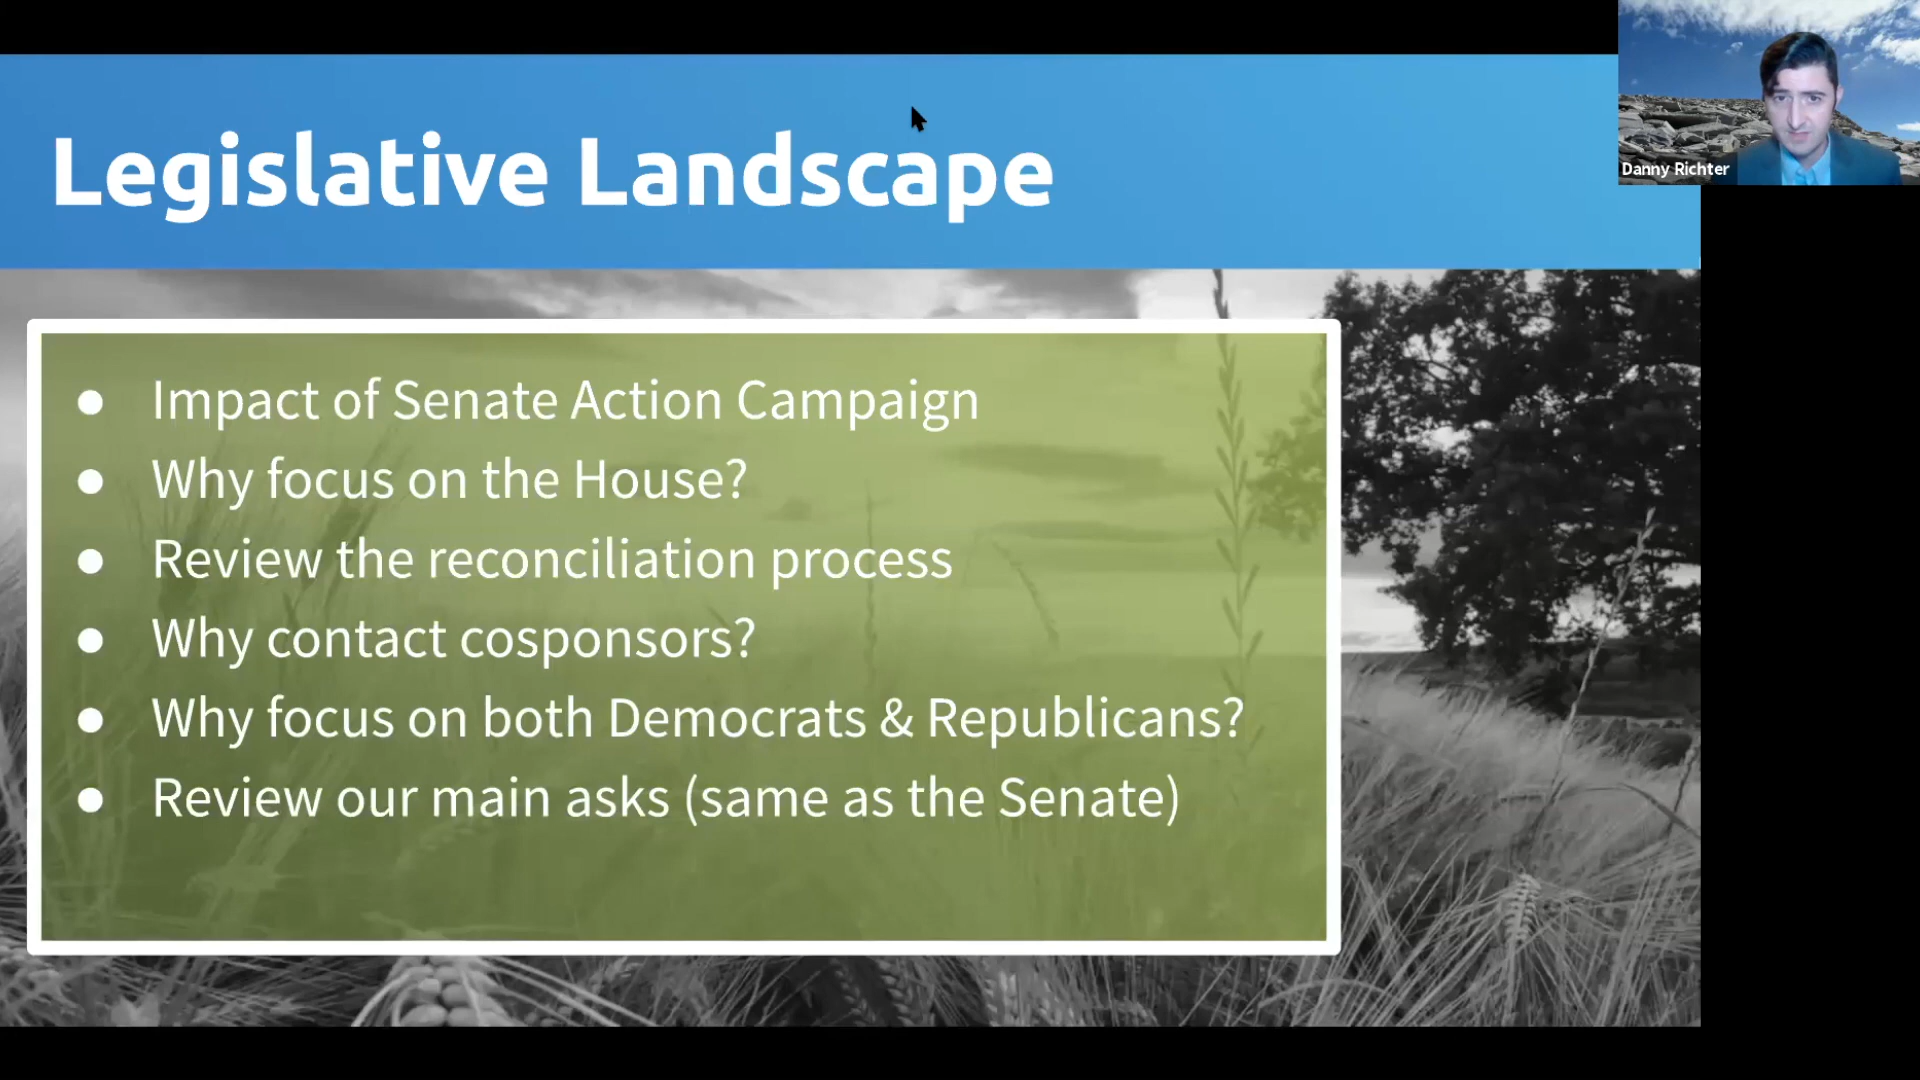 Legislative Landscape
Danny Richter
● Impact of Senate Action Campaign
● Why focus on the House?
● Review the reconciliation process
● Why contact cosponsors?
● Why focus on both Democrats & Republicans?
● Review our main asks (same as the Senate)